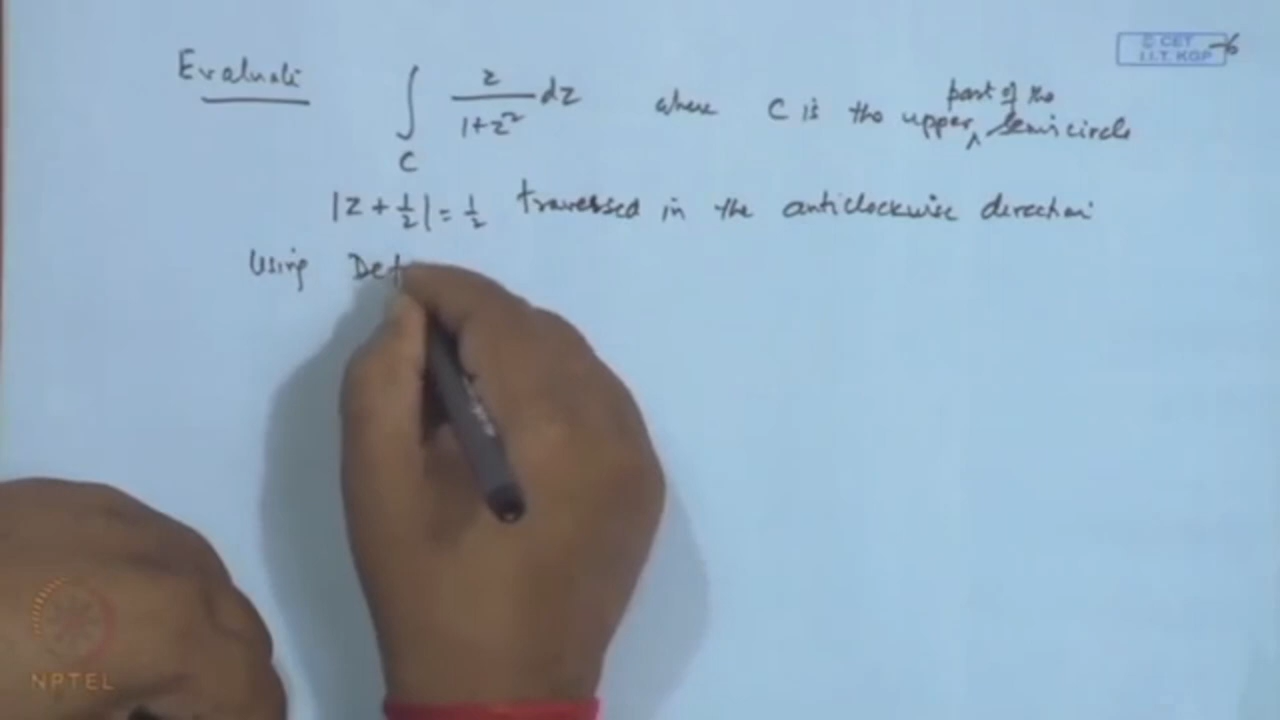 © CET
I.I.T. KGP
-6
Evaluate ∫_C z/(1+z²) dz where C is the upper ^ part of the semicircle
|z + 1/2| = 1/2 traversed in the anticlockwise direction
Using Def
NPTEL